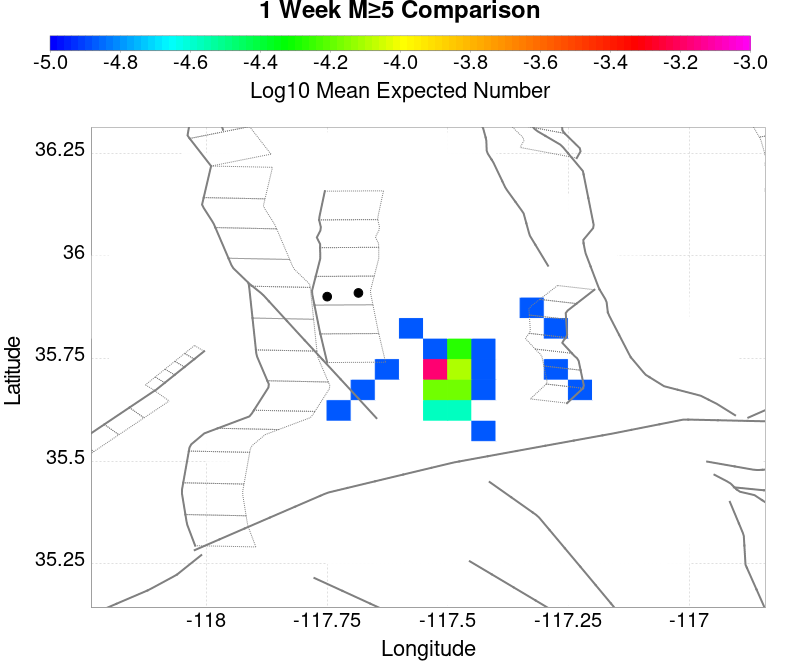 1 Week M≥5 Comparison
-5.0 -4.8 -4.6 -4.4 -4.2 -4.0 -3.8 -3.6 -3.4 -3.2 -3.0
Log10 Mean Expected Number
36.25
36
35.75
35.5
35.25
Latitude
-118 -117.75 -117.5 -117.25 -117
Longitude